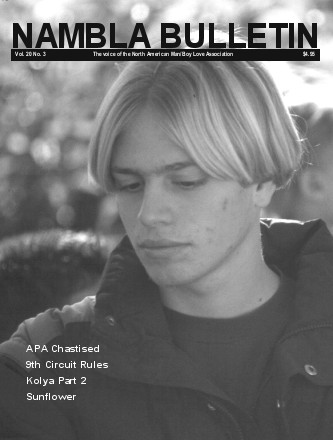 NAMBLA BULLETIN
Vol. 20 No. 3 The voice of the North American Man/Boy Love Association $4.95
APA Chastised
9th Circuit Rules
Kolya Part 2
Sunflower